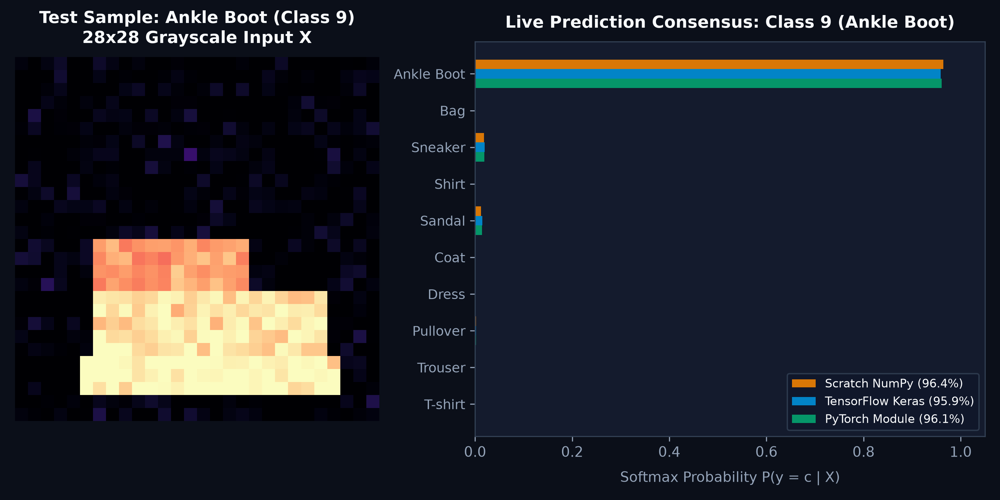 Test Sample: Ankle Boot (Class 9)
28x28 Grayscale Input X
Live Prediction Consensus: Class 9 (Ankle Boot)
Ankle Boot
Bag
Sneaker
Shirt
Sandal
Coat
Dress
Pullover
Trouser
T-shirt
Scratch NumPy (96.4%)
TensorFlow Keras (95.9%)
PyTorch Module (96.1%)
0.0 0.2 0.4 0.6 0.8 1.0
Softmax Probability P(y = c | X)